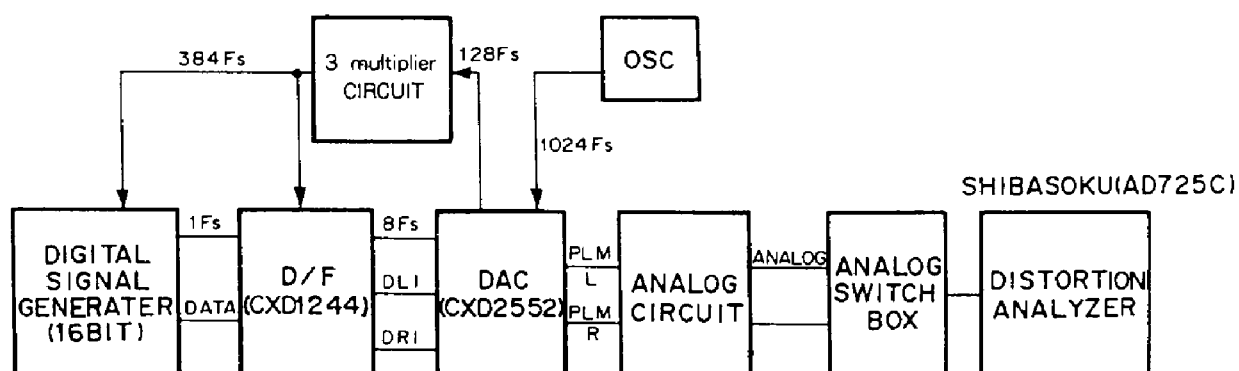 384Fs
3 multiplier
CIRCUIT
128Fs
OSC
1024Fs
SHIBASOKU(AD725C)
DIGITAL
SIGNAL
GENERATER
(16BIT)
1Fs
DATA
D/F
(CXD1244)
8Fs
DLI
DRI
DAC
(CXD2552)
PLM
L
PLM
R
ANALOG
CIRCUIT
ANALOG
ANALOG
SWITCH
BOX
DISTORTION
ANALYZER